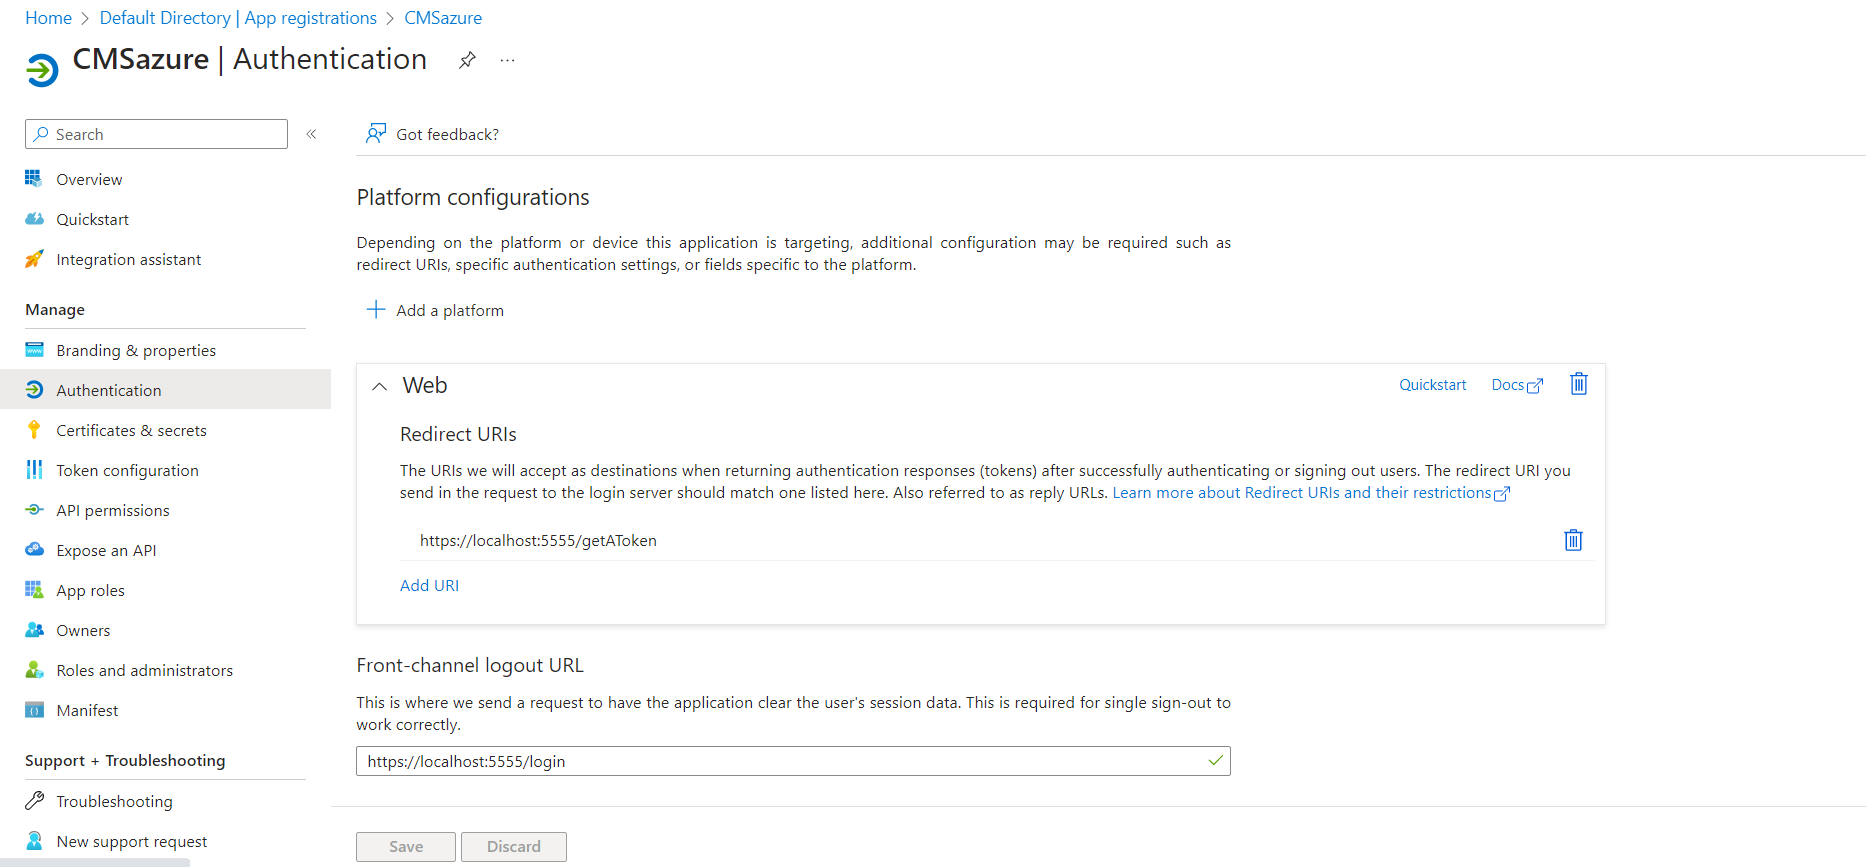 Home > Default Directory | App registrations > CMSazure
CMSazure | Authentication
...
Search
«
Got feedback?
Overview
Quickstart
Integration assistant
Manage
Branding & properties
Authentication
Certificates & secrets
Token configuration
API permissions
Expose an API
App roles
Owners
Roles and administrators
Manifest
Support + Troubleshooting
Troubleshooting
New support request
Platform configurations
Depending on the platform or device this application is targeting, additional configuration may be required such as
redirect URIs, specific authentication settings, or fields specific to the platform.
Add a platform
Web
Quickstart
Docs
Redirect URIs
The URIs we will accept as destinations when returning authentication responses (tokens) after successfully authenticating or signing out users. The redirect URI you
send in the request to the login server should match one listed here. Also referred to as reply URLs. Learn more about Redirect URIs and their restrictions
https://localhost:5555/getAToken
Add URI
Front-channel logout URL
This is where we send a request to have the application clear the user's session data. This is required for single sign-out to
work correctly.
https://localhost:5555/login
Save
Discard